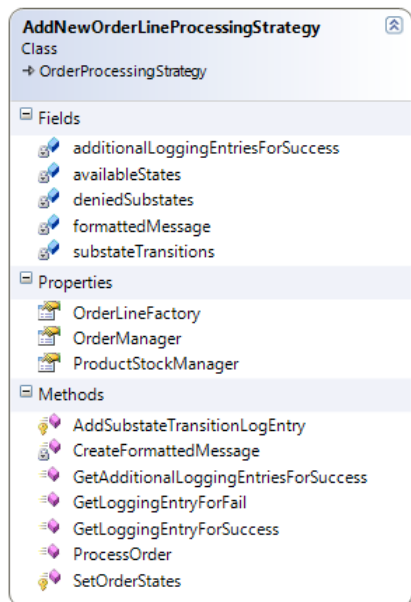 AddNewOrderLineProcessingStrategy
Class
OrderProcessingStrategy
Fields
additionalLoggingEntriesForSuccess
availableStates
deniedSubstates
formattedMessage
substateTransitions
Properties
OrderLineFactory
OrderManager
ProductStockManager
Methods
AddSubstateTransitionLogEntry
CreateFormattedMessage
GetAdditionalLoggingEntriesForSuccess
GetLoggingEntryForFail
GetLoggingEntryForSuccess
ProcessOrder
SetOrderStates